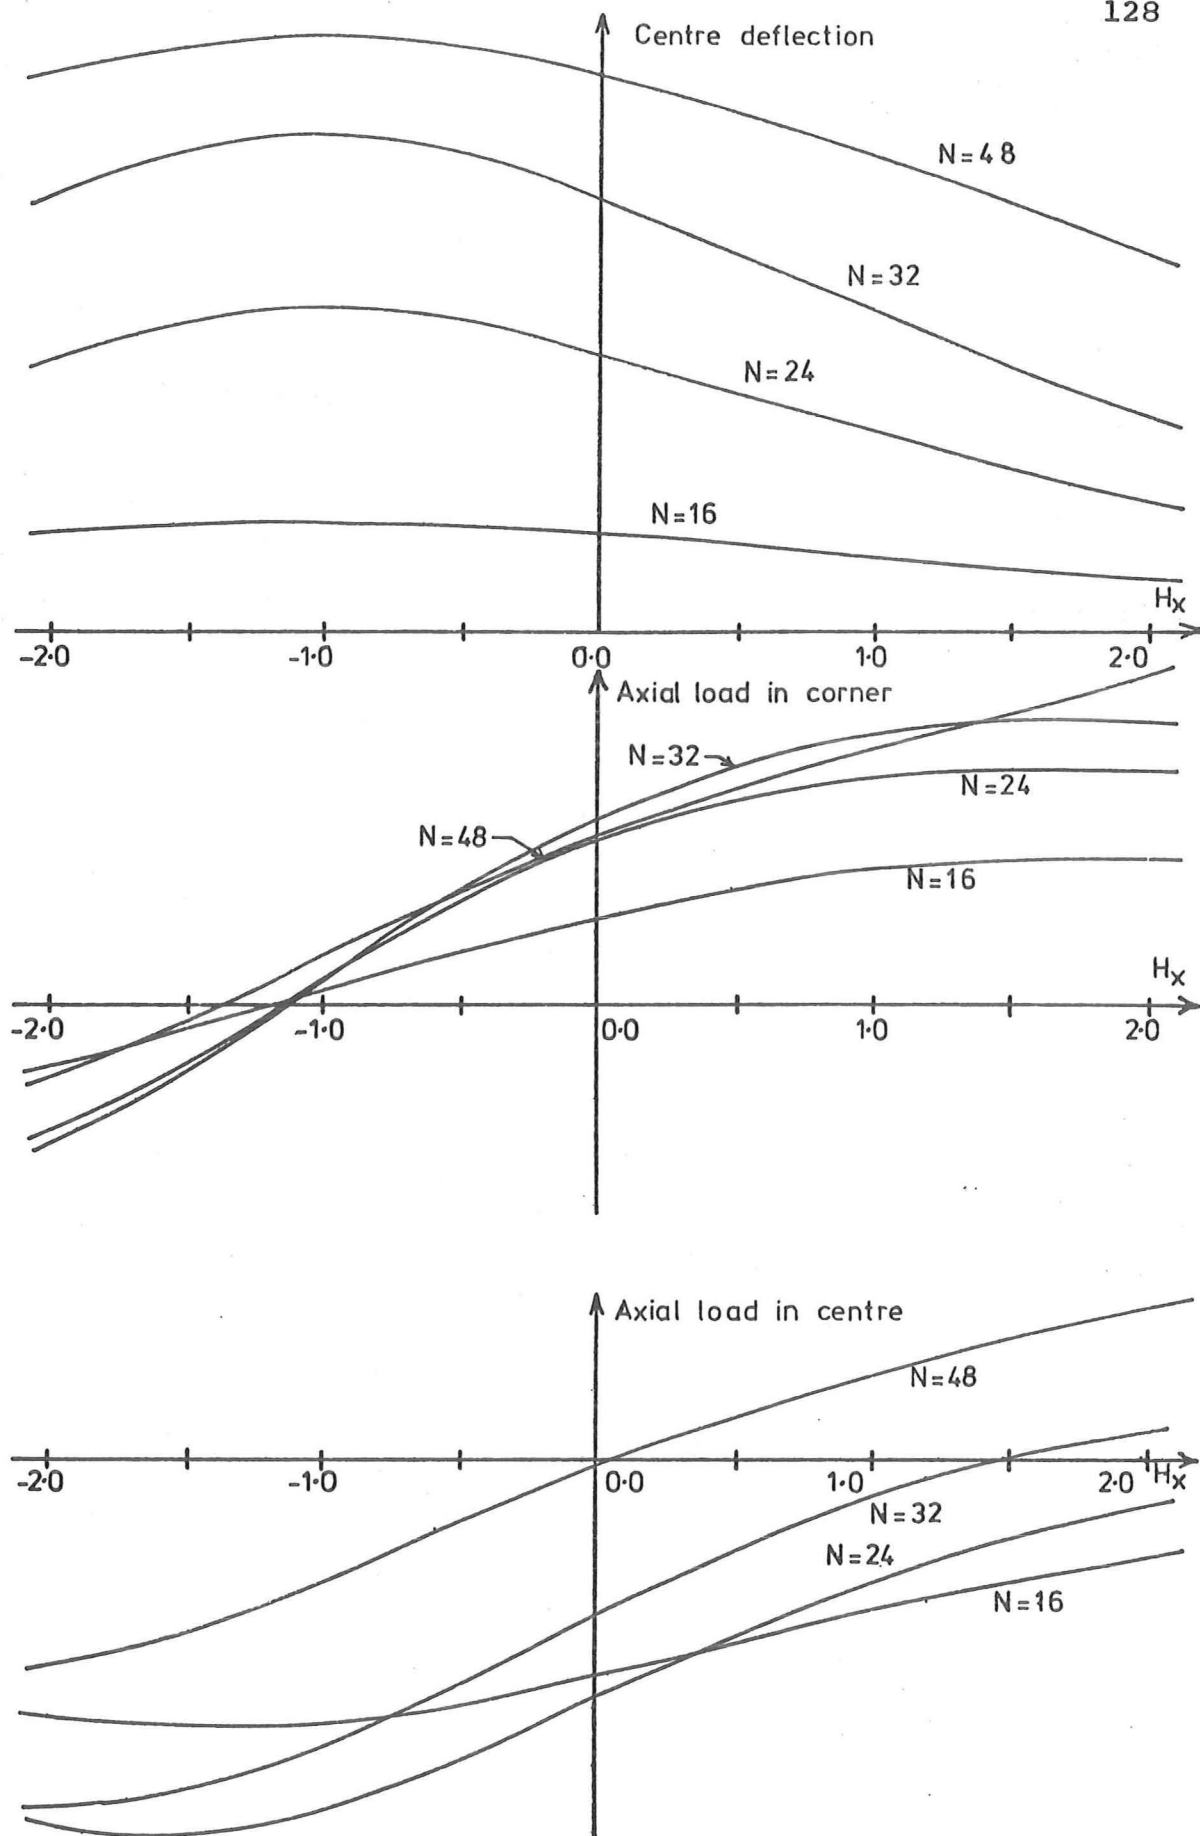 128
Centre deflection
N=48
N=32
N=24
N=16
Hx
-2·0 -1·0 0·0 1·0 2·0
Axial load in corner
N=32
N=24
N=48
N=16
Hx
-2·0 -1·0 0·0 1·0 2·0
Axial load in centre
N=48
-2·0 -1·0 0·0 1·0 2·0 Hx
N=32
N=24
N=16